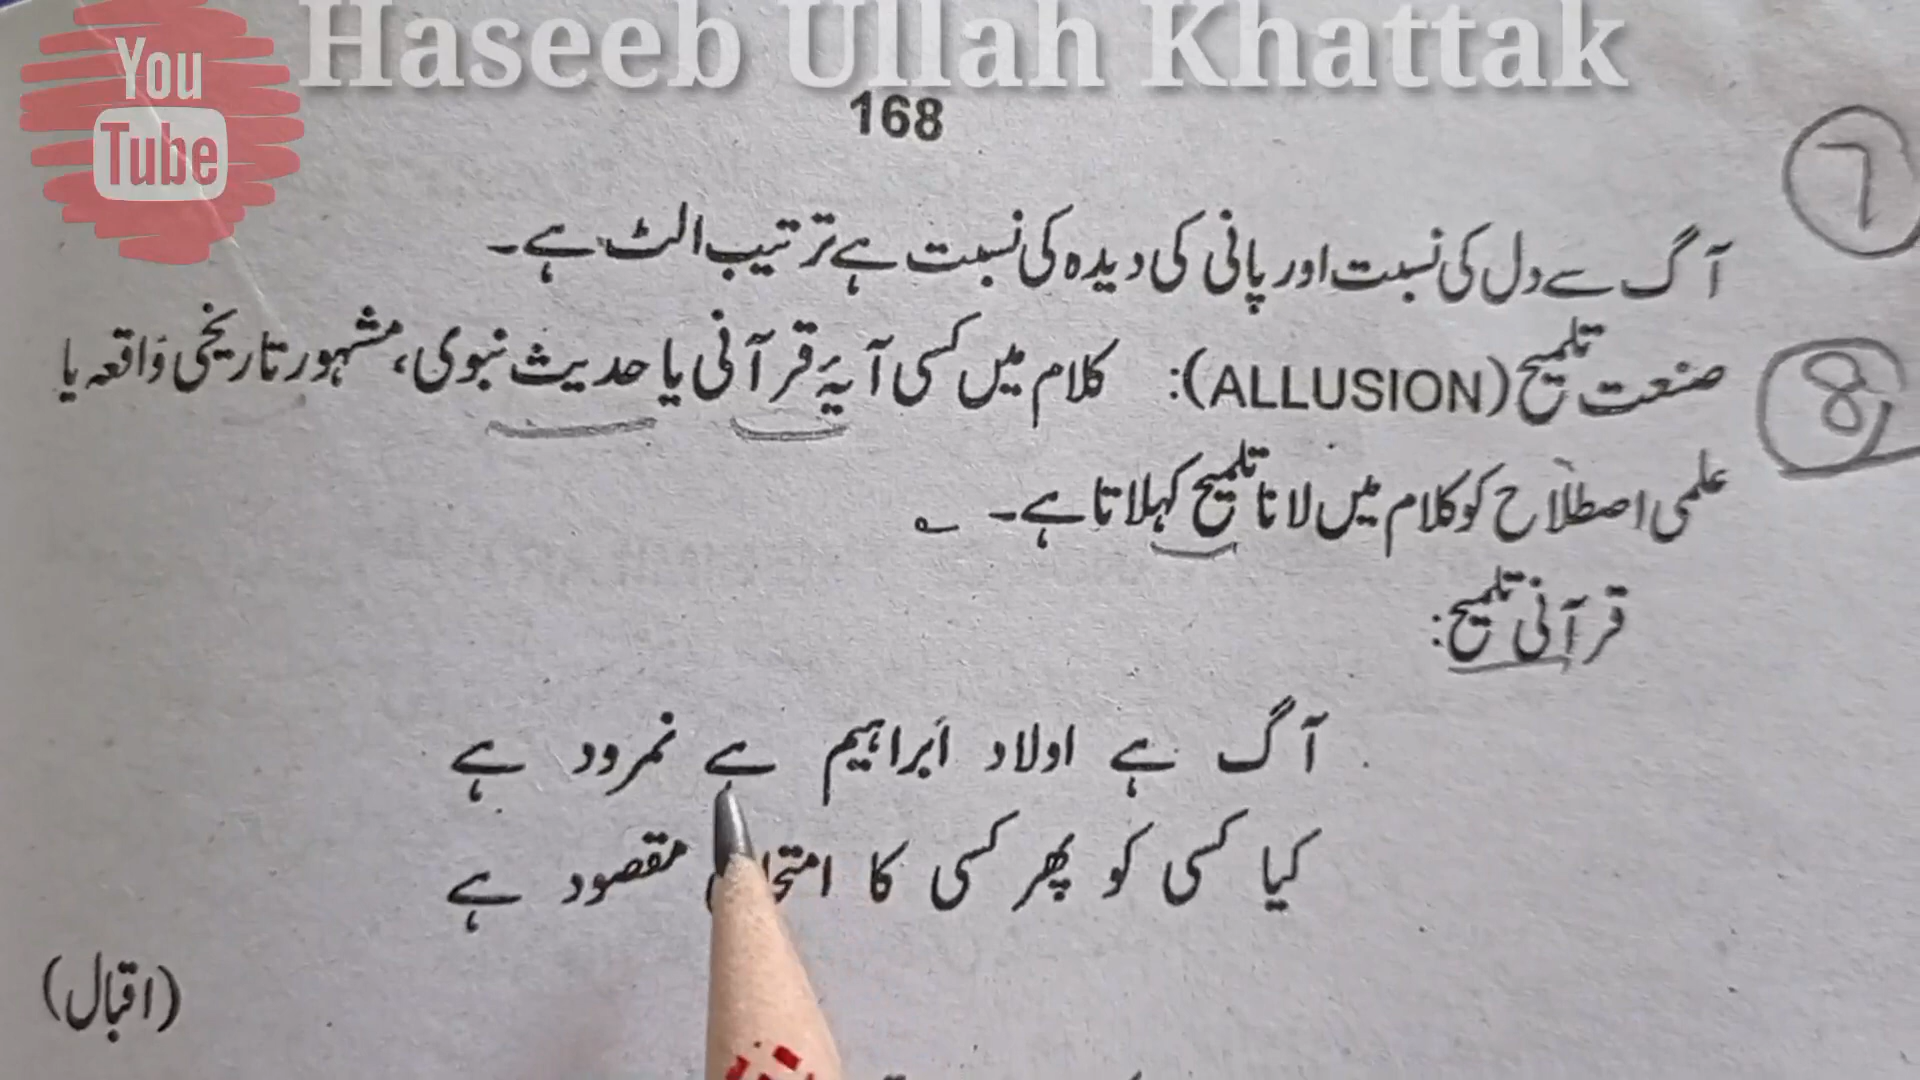 Haseeb Ullah Khattak
You
Tube
168
7
آگ سے دل کی نسبت اور پانی کی دیدہ کی نسبت ہے ترتیب الٹ ہے۔
8
صنعت تلمیح (ALLUSION): کلام میں کسی آیۂ قرآنی یا حدیث نبوی، مشہور تاریخی واقعہ یا
علمی اصطلاح کو کلام میں لانا تلمیح کہلاتا ہے۔ ؎
قرآنی تلمیح:
آگ ہے اولاد ابراہیم ہے نمرود ہے
کیا کسی کو پھر کسی کا مقصود ہے
(اقبال)